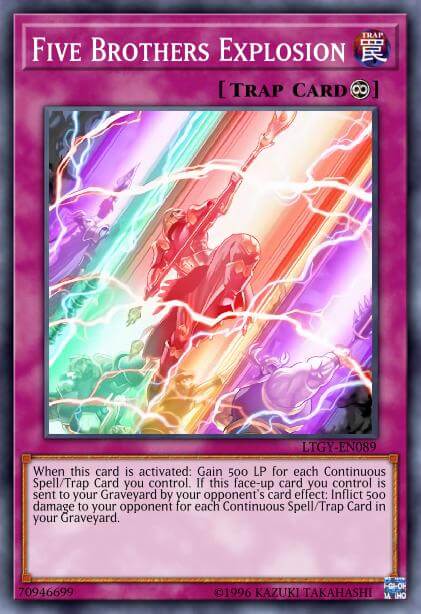 FIVE BROTHERS EXPLOSION
TRAP
罠
[TRAP CARD]
LTGY-EN089
When this card is activated: Gain 500 LP for each Continuous
Spell/Trap Card you control. If this face-up card you control is
sent to your Graveyard by your opponent's card effect: Inflict 500
damage to your opponent for each Continuous Spell/Trap Card in
your Graveyard.
70946699
©1996 KAZUKI TAKAHASHI